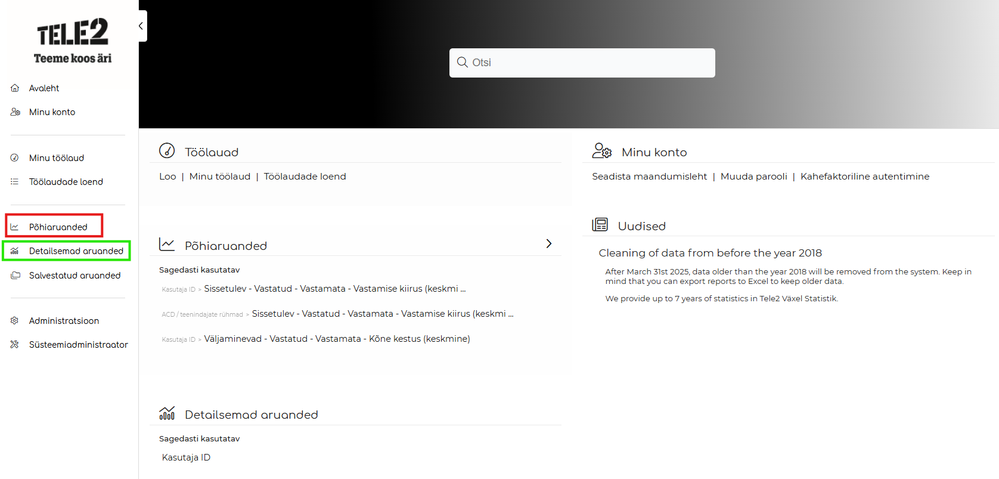 TELE2
Teeme koos äri
Avaleht
Minu konto
Minu töölaud
Töölaudade loend
Põhiaruanded
Detailsemad aruanded
Salvestatud aruanded
Administratsioon
Süsteemiadministraator
Otsi
Töölauad
Loo | Minu töölaud | Töölaudade loend
Põhiaruanded
Sagedasti kasutatav
Kasutaja ID > Sissetulev - Vastatud - Vastamata - Vastamise kiirus (keskmi ...
ACD / teenindajate rühmad > Sissetulev - Vastatud - Vastamata - Vastamise kiirus (keskmi ...
Kasutaja ID > Väljaminevad - Vastatud - Vastamata - Kõne kestus (keskmine)
Detailsemad aruanded
Sagedasti kasutatav
Kasutaja ID
Minu konto
Seadista maandumisleht | Muuda parooli | Kahefaktoriline autentimine
Uudised
Cleaning of data from before the year 2018
After March 31st 2025, data older than the year 2018 will be removed from the system. Keep in
mind that you can export reports to Excel to keep older data.
We provide up to 7 years of statistics in Tele2 Växel Statistik.